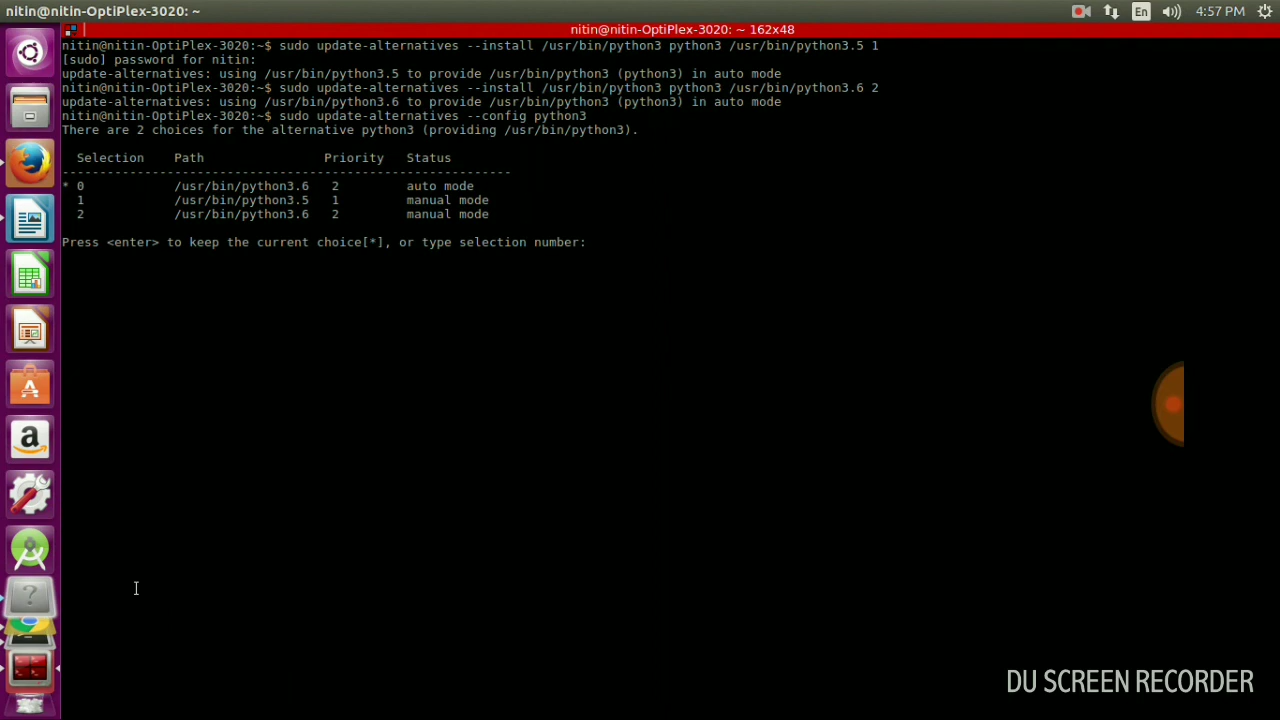 nitin@nitin-OptiPlex-3020: ~
En
4:57 PM
nitin@nitin-OptiPlex-3020: ~ 162x48
nitin@nitin-OptiPlex-3020:~$ sudo update-alternatives --install /usr/bin/python3 python3 /usr/bin/python3.5 1
[sudo] password for nitin:
update-alternatives: using /usr/bin/python3.5 to provide /usr/bin/python3 (python3) in auto mode
nitin@nitin-OptiPlex-3020:~$ sudo update-alternatives --install /usr/bin/python3 python3 /usr/bin/python3.6 2
update-alternatives: using /usr/bin/python3.6 to provide /usr/bin/python3 (python3) in auto mode
nitin@nitin-OptiPlex-3020:~$ sudo update-alternatives --config python3
There are 2 choices for the alternative python3 (providing /usr/bin/python3).
Selection Path Priority Status
------------------------------------------------------------
* 0 /usr/bin/python3.6 2 auto mode
1 /usr/bin/python3.5 1 manual mode
2 /usr/bin/python3.6 2 manual mode
Press <enter> to keep the current choice[*], or type selection number:
DU SCREEN RECORDER